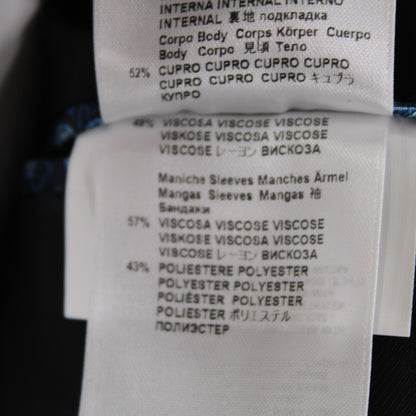 INTERNA INTERNAL INTERNO
INTERNAL 裏地 подкладка
Corpo Body Corps Körper Cuerpo
Body Corpo 見頃 Тело
52% CUPRO CUPRO CUPRO CUPRO
CUPRO CUPRO CUPRO キュプラ
КУПРО
48% VISCOSA VISCOSE VISCOSE
VISKOSE VISCOSA VISCOSE
VISCOSE レーヨン ВИСКОЗА
Maniche Sleeves Manches Ärmel
Mangas Sleeves Mangas 袖
Бандажи
57% VISCOSA VISCOSE VISCOSE
VISKOSE VISCOSA VISCOSE
VISCOSE レーヨン ВИСКОЗА
43% POLIESTERE POLYESTER
POLYESTER POLYESTER
POLIÉSTER POLYESTER
POLIÉSTER ポリエステル
ПОЛИЭСТЕР